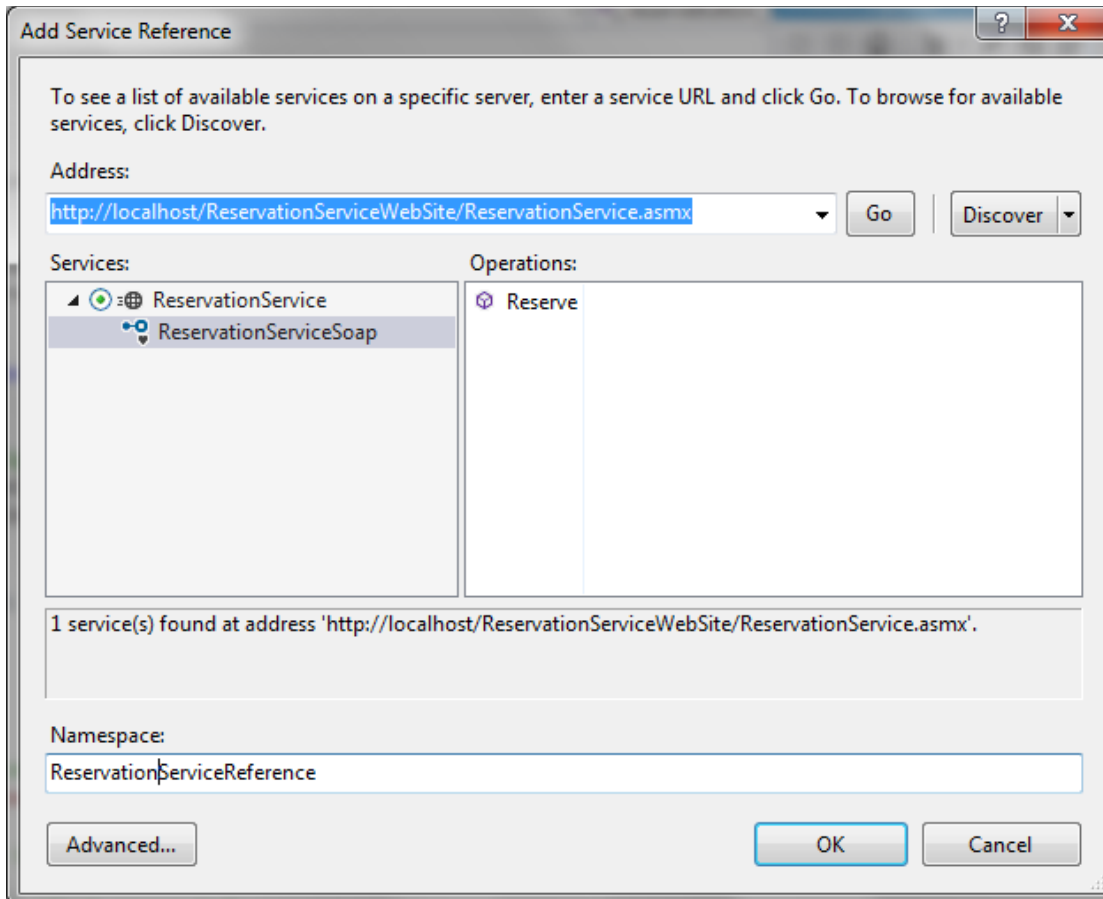 Add Service Reference
?
X
To see a list of available services on a specific server, enter a service URL and click Go. To browse for available
services, click Discover.
Address:
http://localhost/ReservationServiceWebSite/ReservationService.asmx
Go
Discover
Services:
Operations:
ReservationService
Reserve
ReservationServiceSoap
1 service(s) found at address 'http://localhost/ReservationServiceWebSite/ReservationService.asmx'.
Namespace:
ReservationServiceReference
Advanced...
OK
Cancel